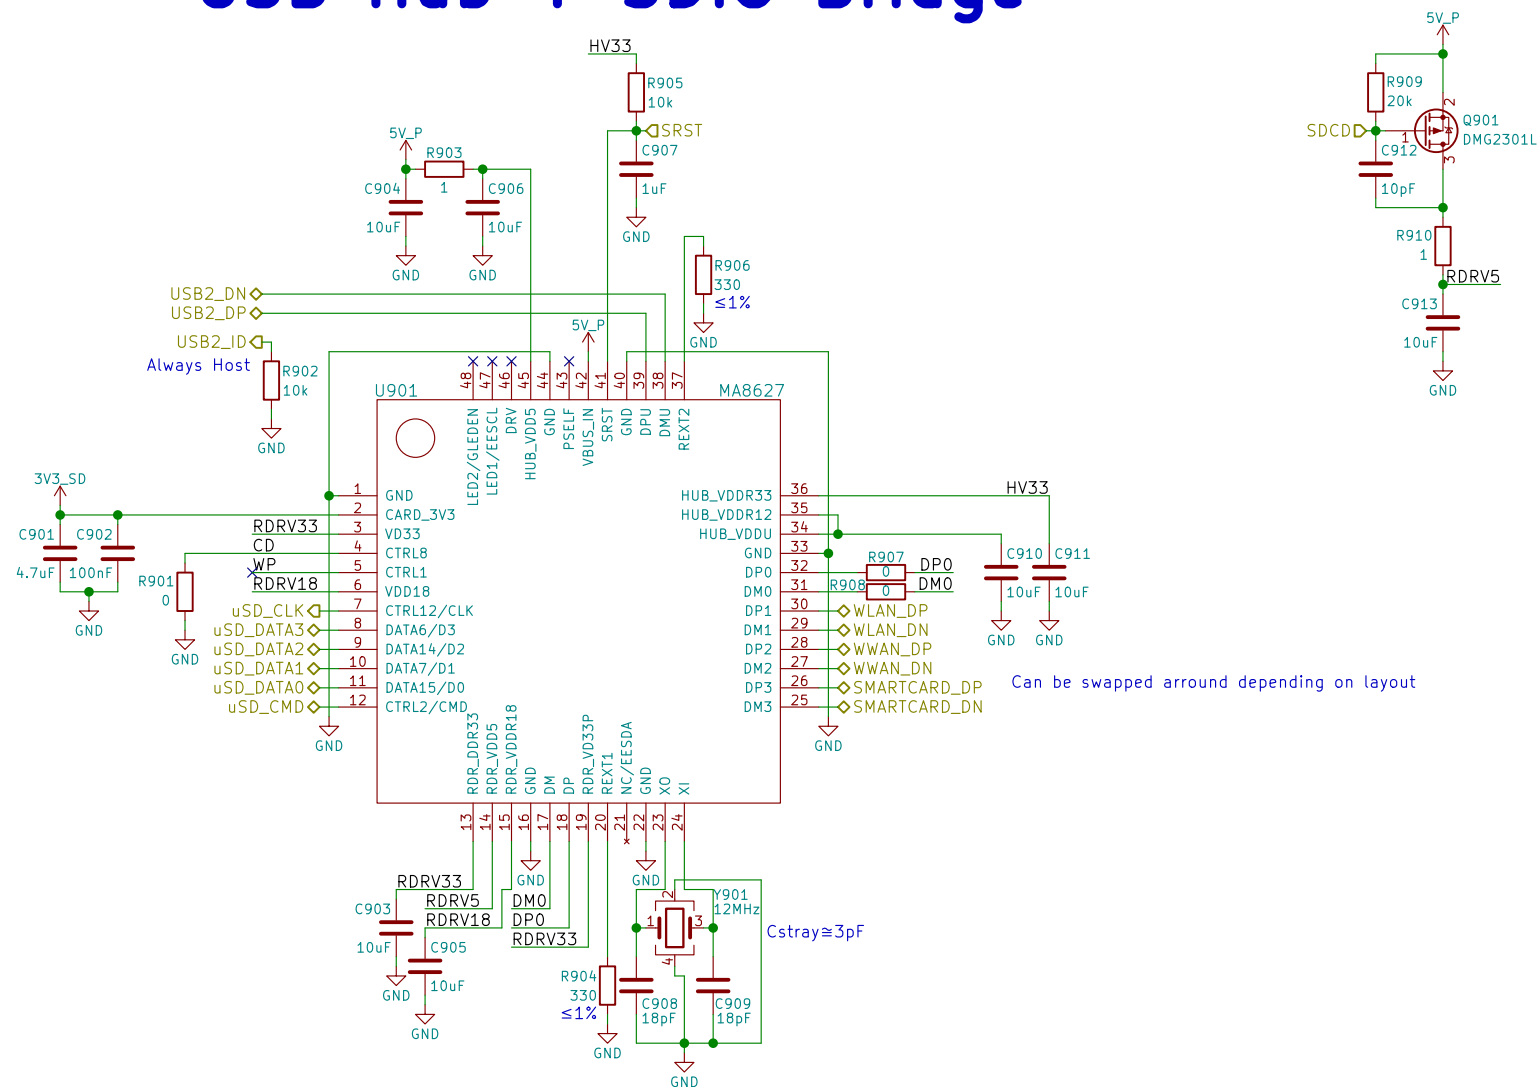 USB Hub + SDIO Bridge
HV33
R905
10k
SRST
C907
1uF
GND
5V_P
R903
1
C904
10uF
GND
C906
10uF
GND
R906
330
≤1%
GND
USB2_DN
USB2_DP
USB2_ID
Always Host
R902
10k
GND
5V_P
5V_P
R909
20k
SDCD
1
2
3
Q901
DMG2301L
C912
10pF
R910
1
RDRV5
C913
10uF
GND
U901
MA8627
48
47
46
45
44
43
42
41
40
39
38
37
LED2/GLEDEN
LED1/EESCL
DRV
HUB_VDD5
GND
PSELF
VBUS_IN
SRST
GND
DPU
DMU
REXT2
3V3_SD
C901
4.7uF
C902
100nF
GND
R901
0
GND
RDRV33
CD
WP
RDRV18
uSD_CLK
uSD_DATA3
uSD_DATA2
uSD_DATA1
uSD_DATA0
uSD_CMD
GND
1 GND
2 CARD_3V3
3 VD33
4 CTRL8
5 CTRL1
6 VDD18
7 CTRL12/CLK
8 DATA6/D3
9 DATA14/D2
10 DATA7/D1
11 DATA15/D0
12 CTRL2/CMD
HUB_VDDR33 36
HUB_VDDR12 35
HUB_VDDU 34
GND 33
DP0 32
DM0 31
DP1 30
DM1 29
DP2 28
DM2 27
DP3 26
DM3 25
HV33
R907
0
DP0
R908
0
DM0
WLAN_DP
WLAN_DN
WWAN_DP
WWAN_DN
SMARTCARD_DP
SMARTCARD_DN
GND
C910
10uF
GND
C911
10uF
GND
Can be swapped arround depending on layout
RDR_DDR33
RDR_VDD5
RDR_VDDR18
GND
DM
DP
RDR_VD33P
REXT1
NC/EESDA
GND
XO
XI
13
14
15
16
17
18
19
20
21
22
23
24
GND
GND
RDRV33
RDRV5
RDRV18
DM0
DP0
RDRV33
C903
10uF
GND
C905
10uF
GND
R904
330
≤1%
GND
Y901
12MHz
1
2
3
4
Cstray≅3pF
C908
18pF
C909
18pF
GND